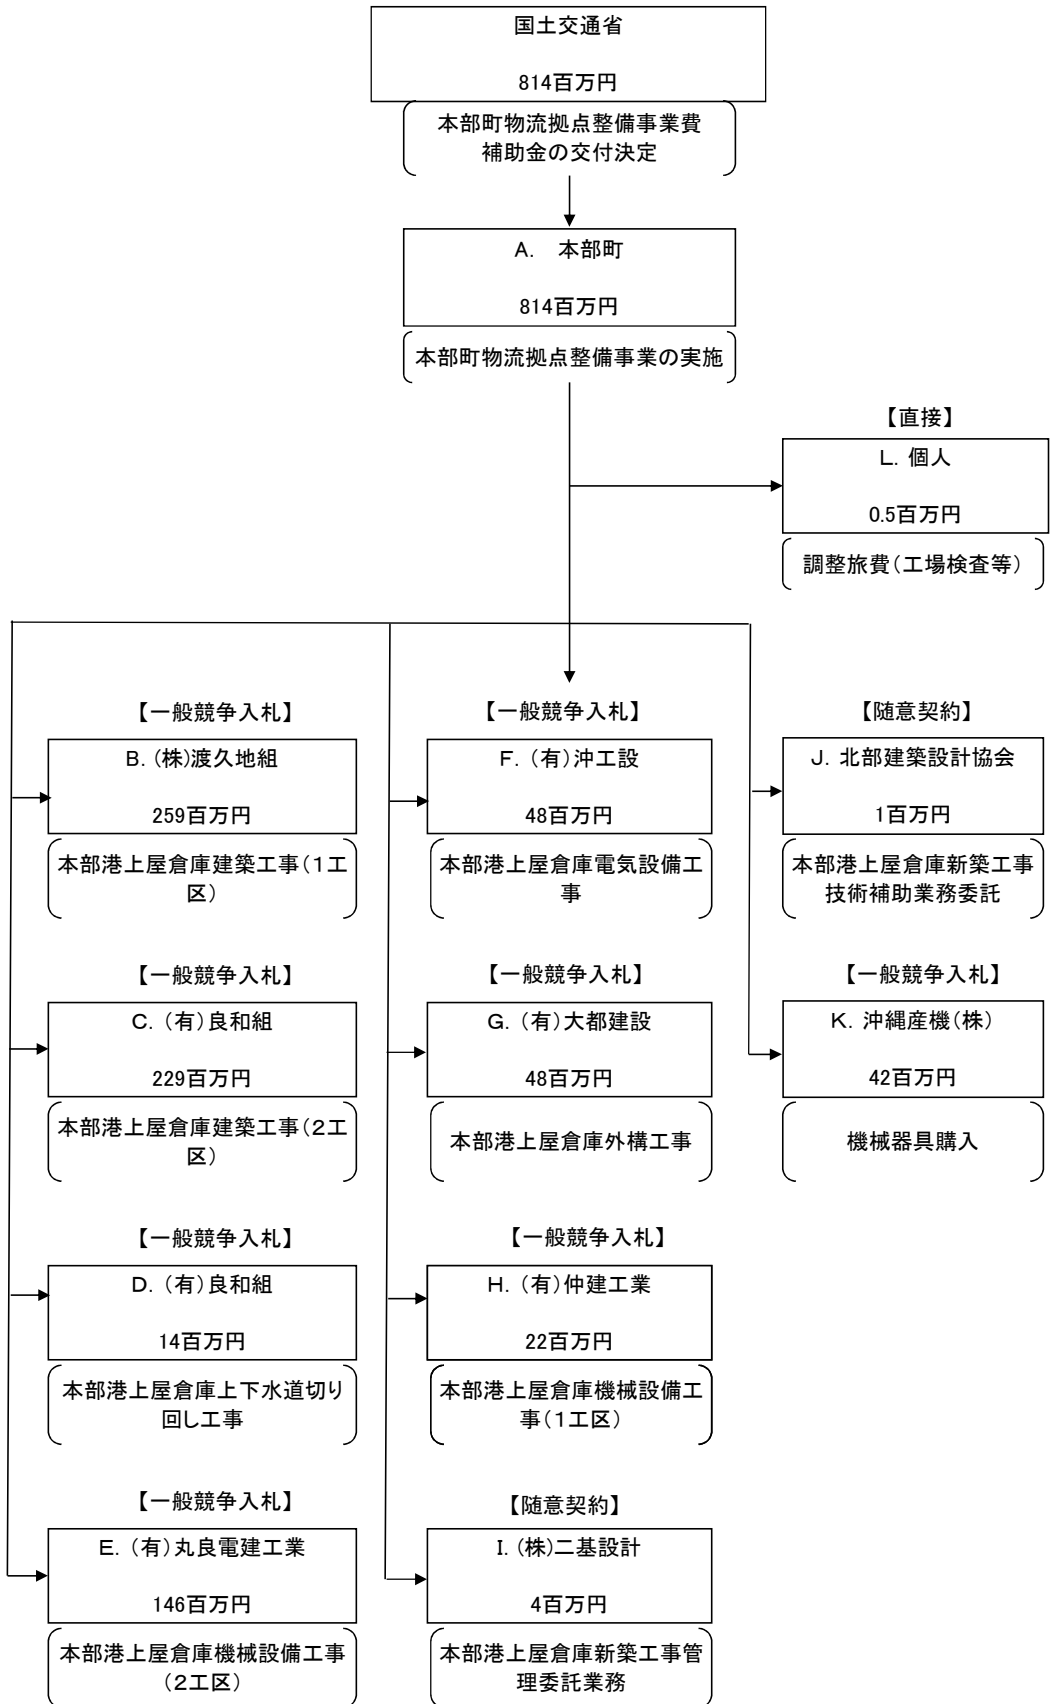 国土交通省
814百万円
本部町物流拠点整備事業費
補助金の交付決定
A.　本部町
814百万円
本部町物流拠点整備事業の実施
【直接】
L. 個人
0.5百万円
調整旅費(工場検査等)
【一般競争入札】
B. (株)渡久地組
259百万円
本部港上屋倉庫建築工事(1工
区)
【一般競争入札】
F. (有)沖工設
48百万円
本部港上屋倉庫電気設備工
事
【随意契約】
J. 北部建築設計協会
1百万円
本部港上屋倉庫新築工事
技術補助業務委託
【一般競争入札】
C. (有)良和組
229百万円
本部港上屋倉庫建築工事(2工
区)
【一般競争入札】
G. (有)大都建設
48百万円
本部港上屋倉庫外構工事
【一般競争入札】
K. 沖縄産機(株)
42百万円
機械器具購入
【一般競争入札】
D. (有)良和組
14百万円
本部港上屋倉庫上下水道切り
回し工事
【一般競争入札】
H. (有)仲建工業
22百万円
本部港上屋倉庫機械設備工
事(1工区)
【一般競争入札】
E. (有)丸良電建工業
146百万円
本部港上屋倉庫機械設備工事
(2工区)
【随意契約】
I. (株)二基設計
4百万円
本部港上屋倉庫新築工事管
理委託業務